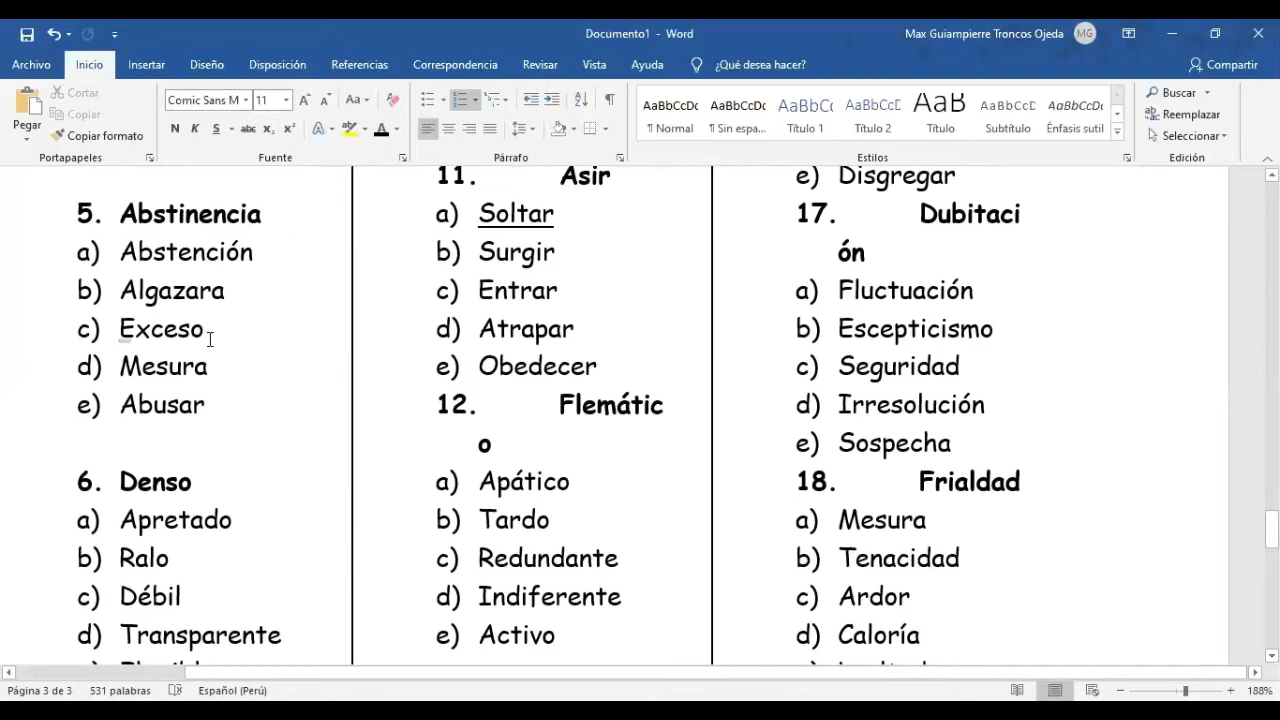 Documento1 - Word
Max Guiampierre Troncos Ojeda
MG
Archivo
Inicio
Insertar
Diseño
Disposición
Referencias
Correspondencia
Revisar
Vista
Ayuda
¿Qué desea hacer?
Compartir
Pegar
Cortar
Copiar
Copiar formato
Portapapeles
Comic Sans M
11
N K S abc x₂ x²
Fuente
Párrafo
AaBbCcDc
¶ Normal
AaBbCcDc
¶ Sin espa...
AaBbCc
Título 1
AaBbCcD
Título 2
AaB
Título
AaBbCcD
Subtítulo
AaBbCcDc
Énfasis sutil
Estilos
Buscar
Reemplazar
Seleccionar
Edición
5. Abstinencia
a) Abstención
b) Algazara
c) Exceso
d) Mesura
e) Abusar
6. Denso
a) Apretado
b) Ralo
c) Débil
d) Transparente
11. Asir
a) Soltar
b) Surgir
c) Entrar
d) Atrapar
e) Obedecer
12. Flemátic
o
a) Apático
b) Tardo
c) Redundante
d) Indiferente
e) Activo
e) Disgregar
17. Dubitaci
ón
a) Fluctuación
b) Escepticismo
c) Seguridad
d) Irresolución
e) Sospecha
18. Frialdad
a) Mesura
b) Tenacidad
c) Ardor
d) Caloría
Página 3 de 3
531 palabras
Español (Perú)
188%